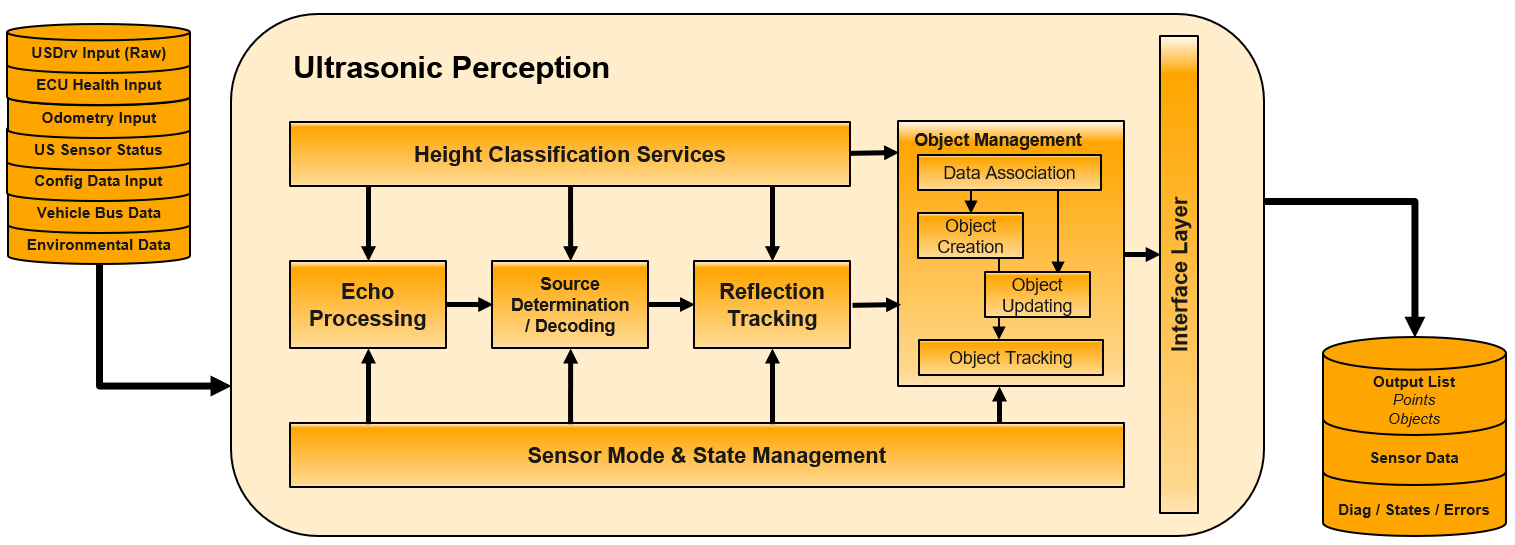 USDrv Input (Raw)
ECU Health Input
Odometry Input
US Sensor Status
Config Data Input
Vehicle Bus Data
Environmental Data
Ultrasonic Perception
Height Classification Services
Echo
Processing
Source
Determination
/ Decoding
Reflection
Tracking
Object Management
Data Association
Object
Creation
Object
Updating
Object Tracking
Sensor Mode & State Management
Interface Layer
Output List
Points
Objects
Sensor Data
Diag / States / Errors